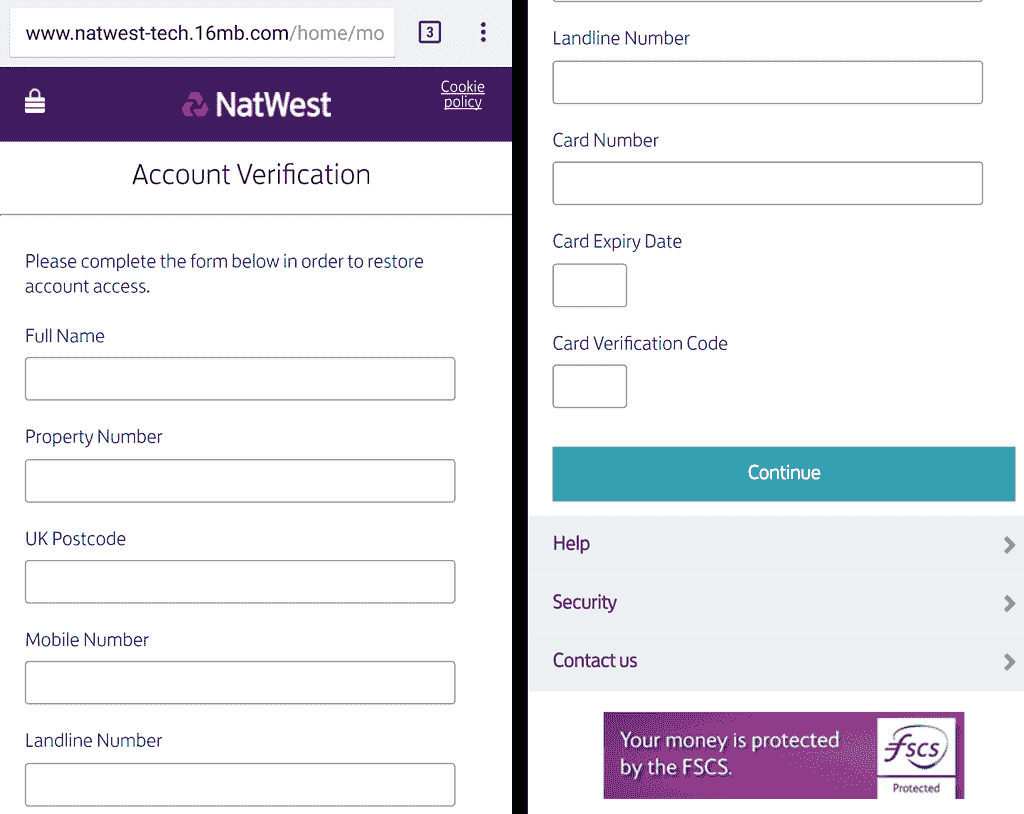 www.natwest-tech.16mb.com/home/mo
3
NatWest
Cookie
policy
Account Verification
Please complete the form below in order to restore
account access.
Full Name
Property Number
UK Postcode
Mobile Number
Landline Number
Landline Number
Card Number
Card Expiry Date
Card Verification Code
Continue
Help
Security
Contact us
Your money is protected
by the FSCS.
fscs
Protected